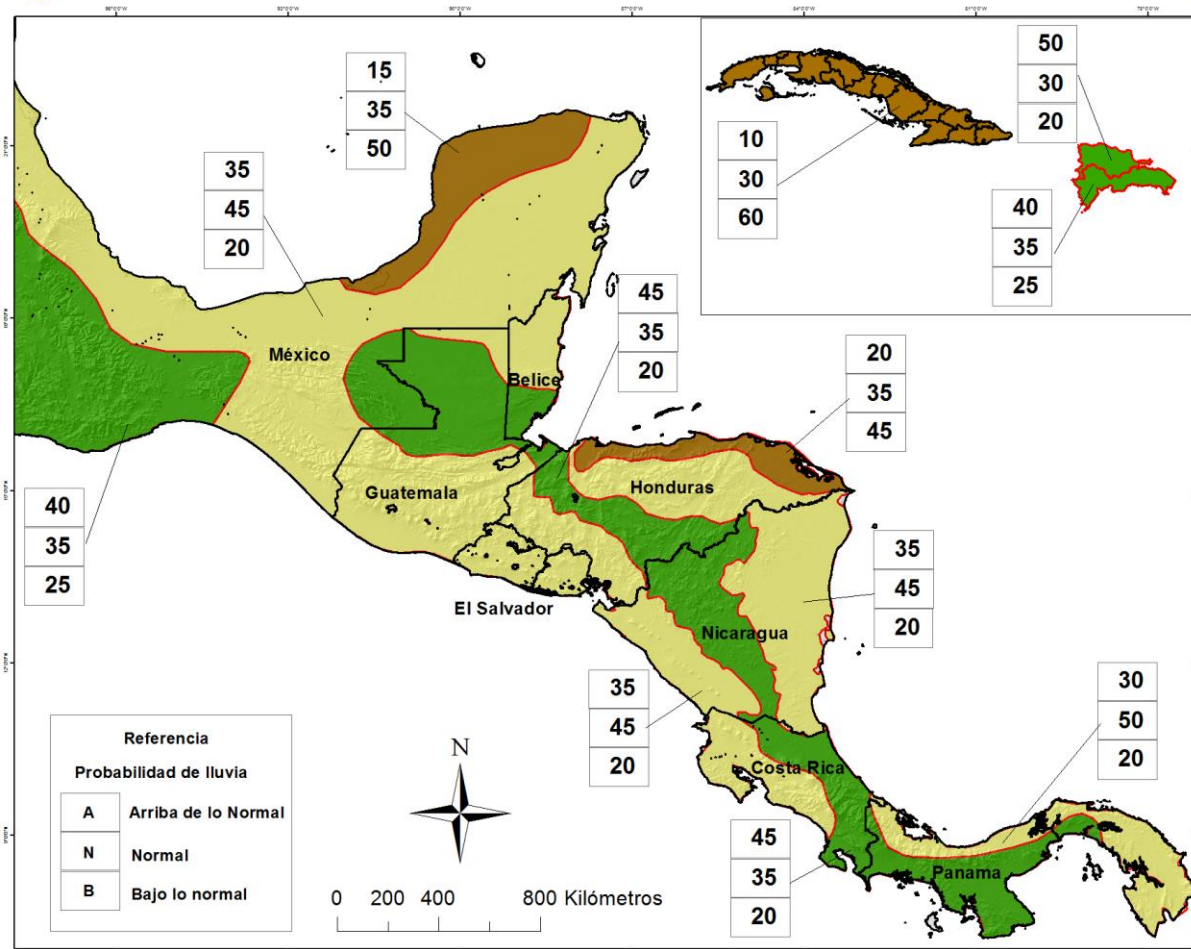 50
30
20
15
35
50
10
30
60
35
45
20
40
35
25
45
35
20
México
Belice
20
35
45
Guatemala
Honduras
40
35
25
35
45
20
El Salvador
Nicaragua
35
45
20
30
50
20
Costa Rica
Panama
45
35
20
Referencia
Probabilidad de lluvia
A Arriba de lo Normal
N Normal
B Bajo lo normal
N
0 200 400 800 Kilómetros